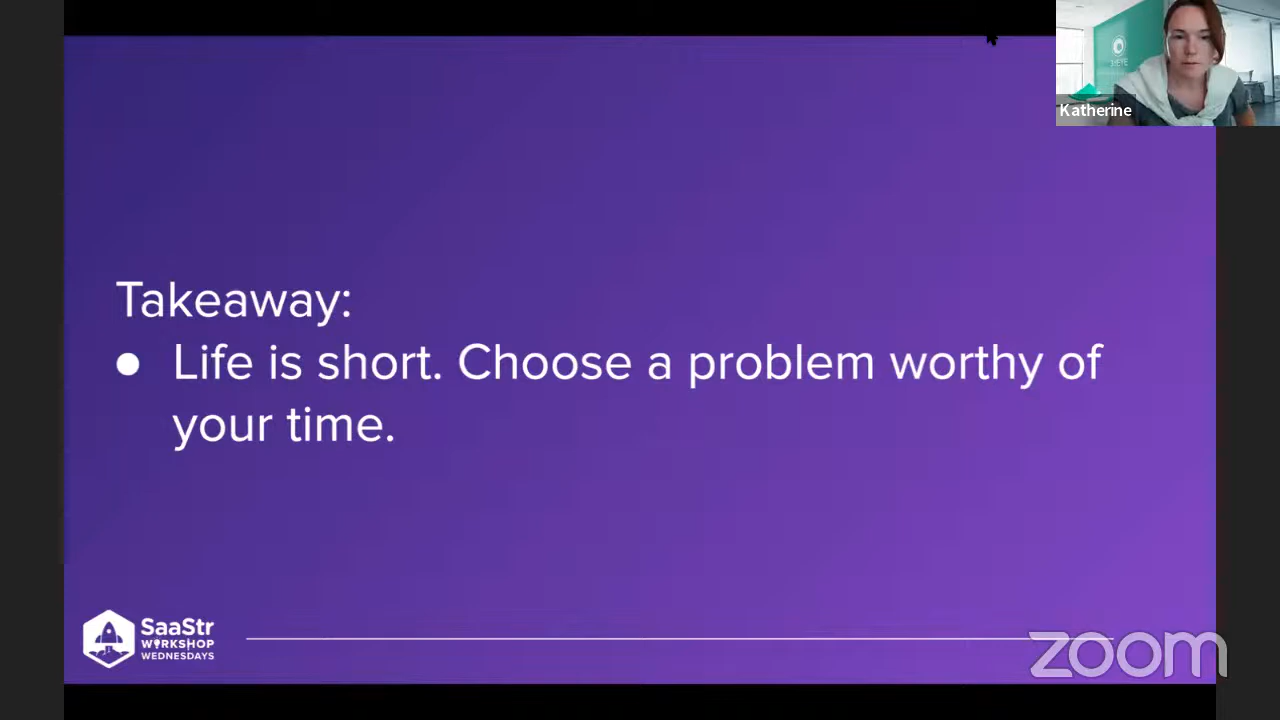 Katherine
Takeaway:
● Life is short. Choose a problem worthy of
your time.
SaaStr
WORKSHOP
WEDNESDAYS
zoom